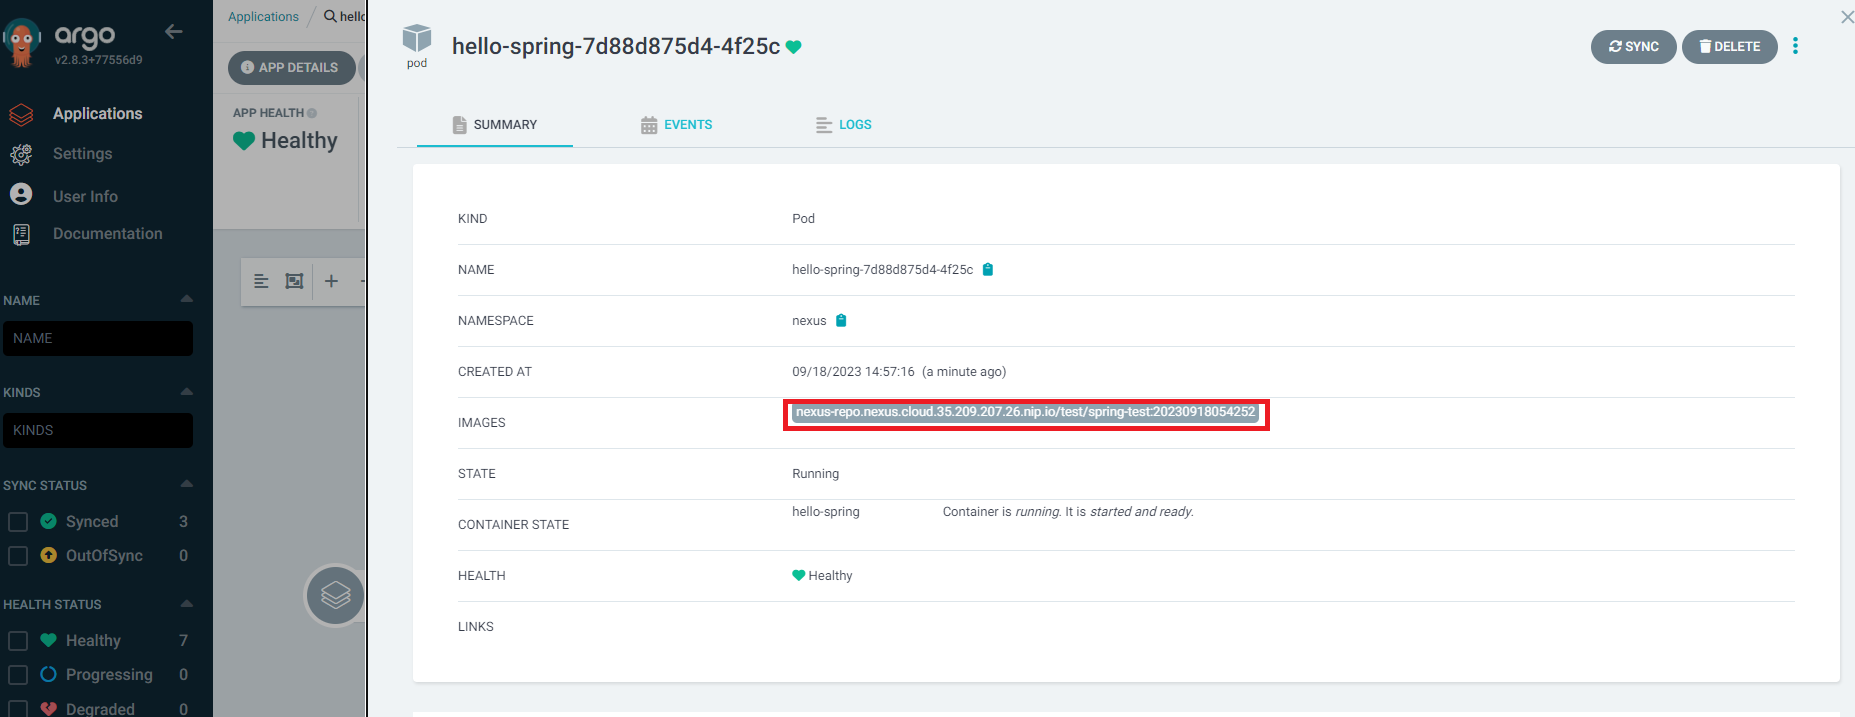 argo
v2.8.3+77556d9
Applications
Settings
User Info
Documentation
NAME
NAME
KINDS
KINDS
SYNC STATUS
Synced 3
OutOfSync 0
HEALTH STATUS
Healthy 7
Progressing 0
Degraded 0
Applications / hello
APP DETAILS
APP HEALTH
Healthy
pod
hello-spring-7d88d875d4-4f25c
SYNC
DELETE
SUMMARY
EVENTS
LOGS
KIND Pod
NAME hello-spring-7d88d875d4-4f25c
NAMESPACE nexus
CREATED AT 09/18/2023 14:57:16 (a minute ago)
IMAGES nexus-repo.nexus.cloud.35.209.207.26.nip.io/test/spring-test:20230918054252
STATE Running
CONTAINER STATE hello-spring Container is running. It is started and ready.
HEALTH Healthy
LINKS